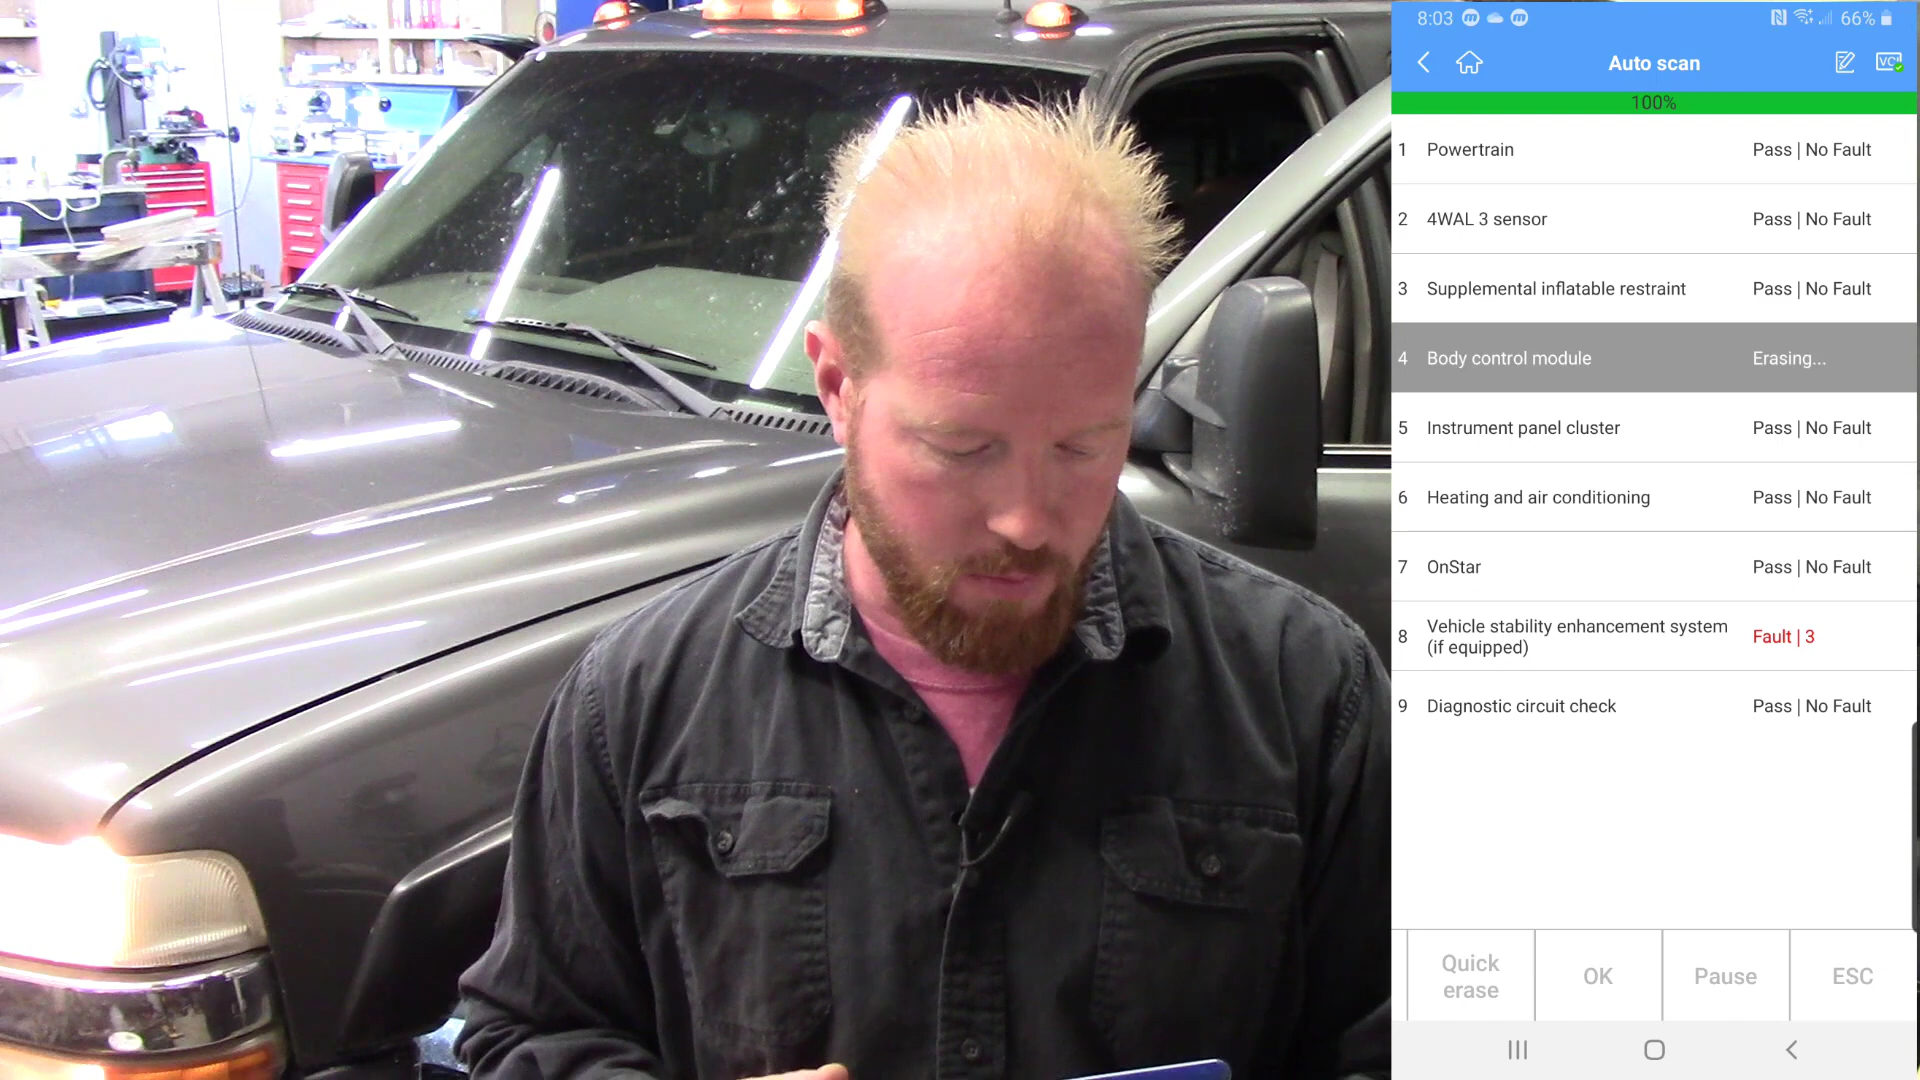 8:03 66%
Auto scan VCI
100%
1 Powertrain Pass | No Fault
2 4WAL 3 sensor Pass | No Fault
3 Supplemental inflatable restraint Pass | No Fault
4 Body control module Erasing...
5 Instrument panel cluster Pass | No Fault
6 Heating and air conditioning Pass | No Fault
7 OnStar Pass | No Fault
8 Vehicle stability enhancement system Fault | 3
(if equipped)
9 Diagnostic circuit check Pass | No Fault
Quick OK Pause ESC
erase